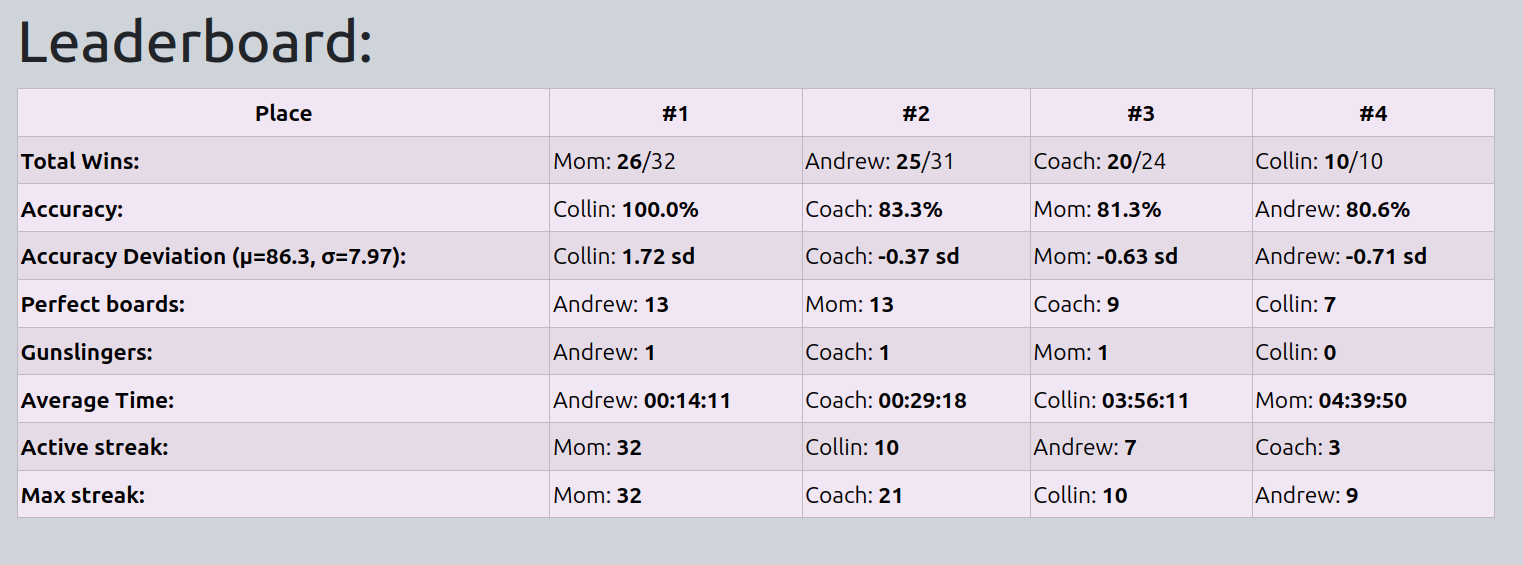 Leaderboard:
Place #1 #2 #3 #4
Total Wins: Mom: 26/32 Andrew: 25/31 Coach: 20/24 Collin: 10/10
Accuracy: Collin: 100.0% Coach: 83.3% Mom: 81.3% Andrew: 80.6%
Accuracy Deviation (μ=86.3, σ=7.97): Collin: 1.72 sd Coach: -0.37 sd Mom: -0.63 sd Andrew: -0.71 sd
Perfect boards: Andrew: 13 Mom: 13 Coach: 9 Collin: 7
Gunslingers: Andrew: 1 Coach: 1 Mom: 1 Collin: 0
Average Time: Andrew: 00:14:11 Coach: 00:29:18 Collin: 03:56:11 Mom: 04:39:50
Active streak: Mom: 32 Collin: 10 Andrew: 7 Coach: 3
Max streak: Mom: 32 Coach: 21 Collin: 10 Andrew: 9